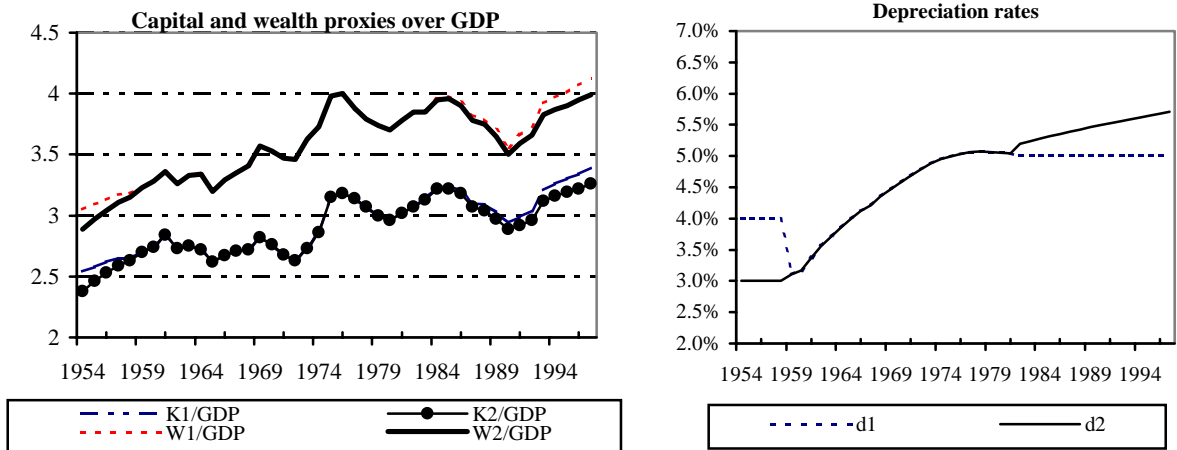 Capital and wealth proxies over GDP
4.5
4
3.5
3
2.5
2
1954 1959 1964 1969 1974 1979 1984 1989 1994
K1/GDP K2/GDP
W1/GDP W2/GDP
Depreciation rates
7.0%
6.5%
6.0%
5.5%
5.0%
4.5%
4.0%
3.5%
3.0%
2.5%
2.0%
1954 1959 1964 1969 1974 1979 1984 1989 1994
d1 d2